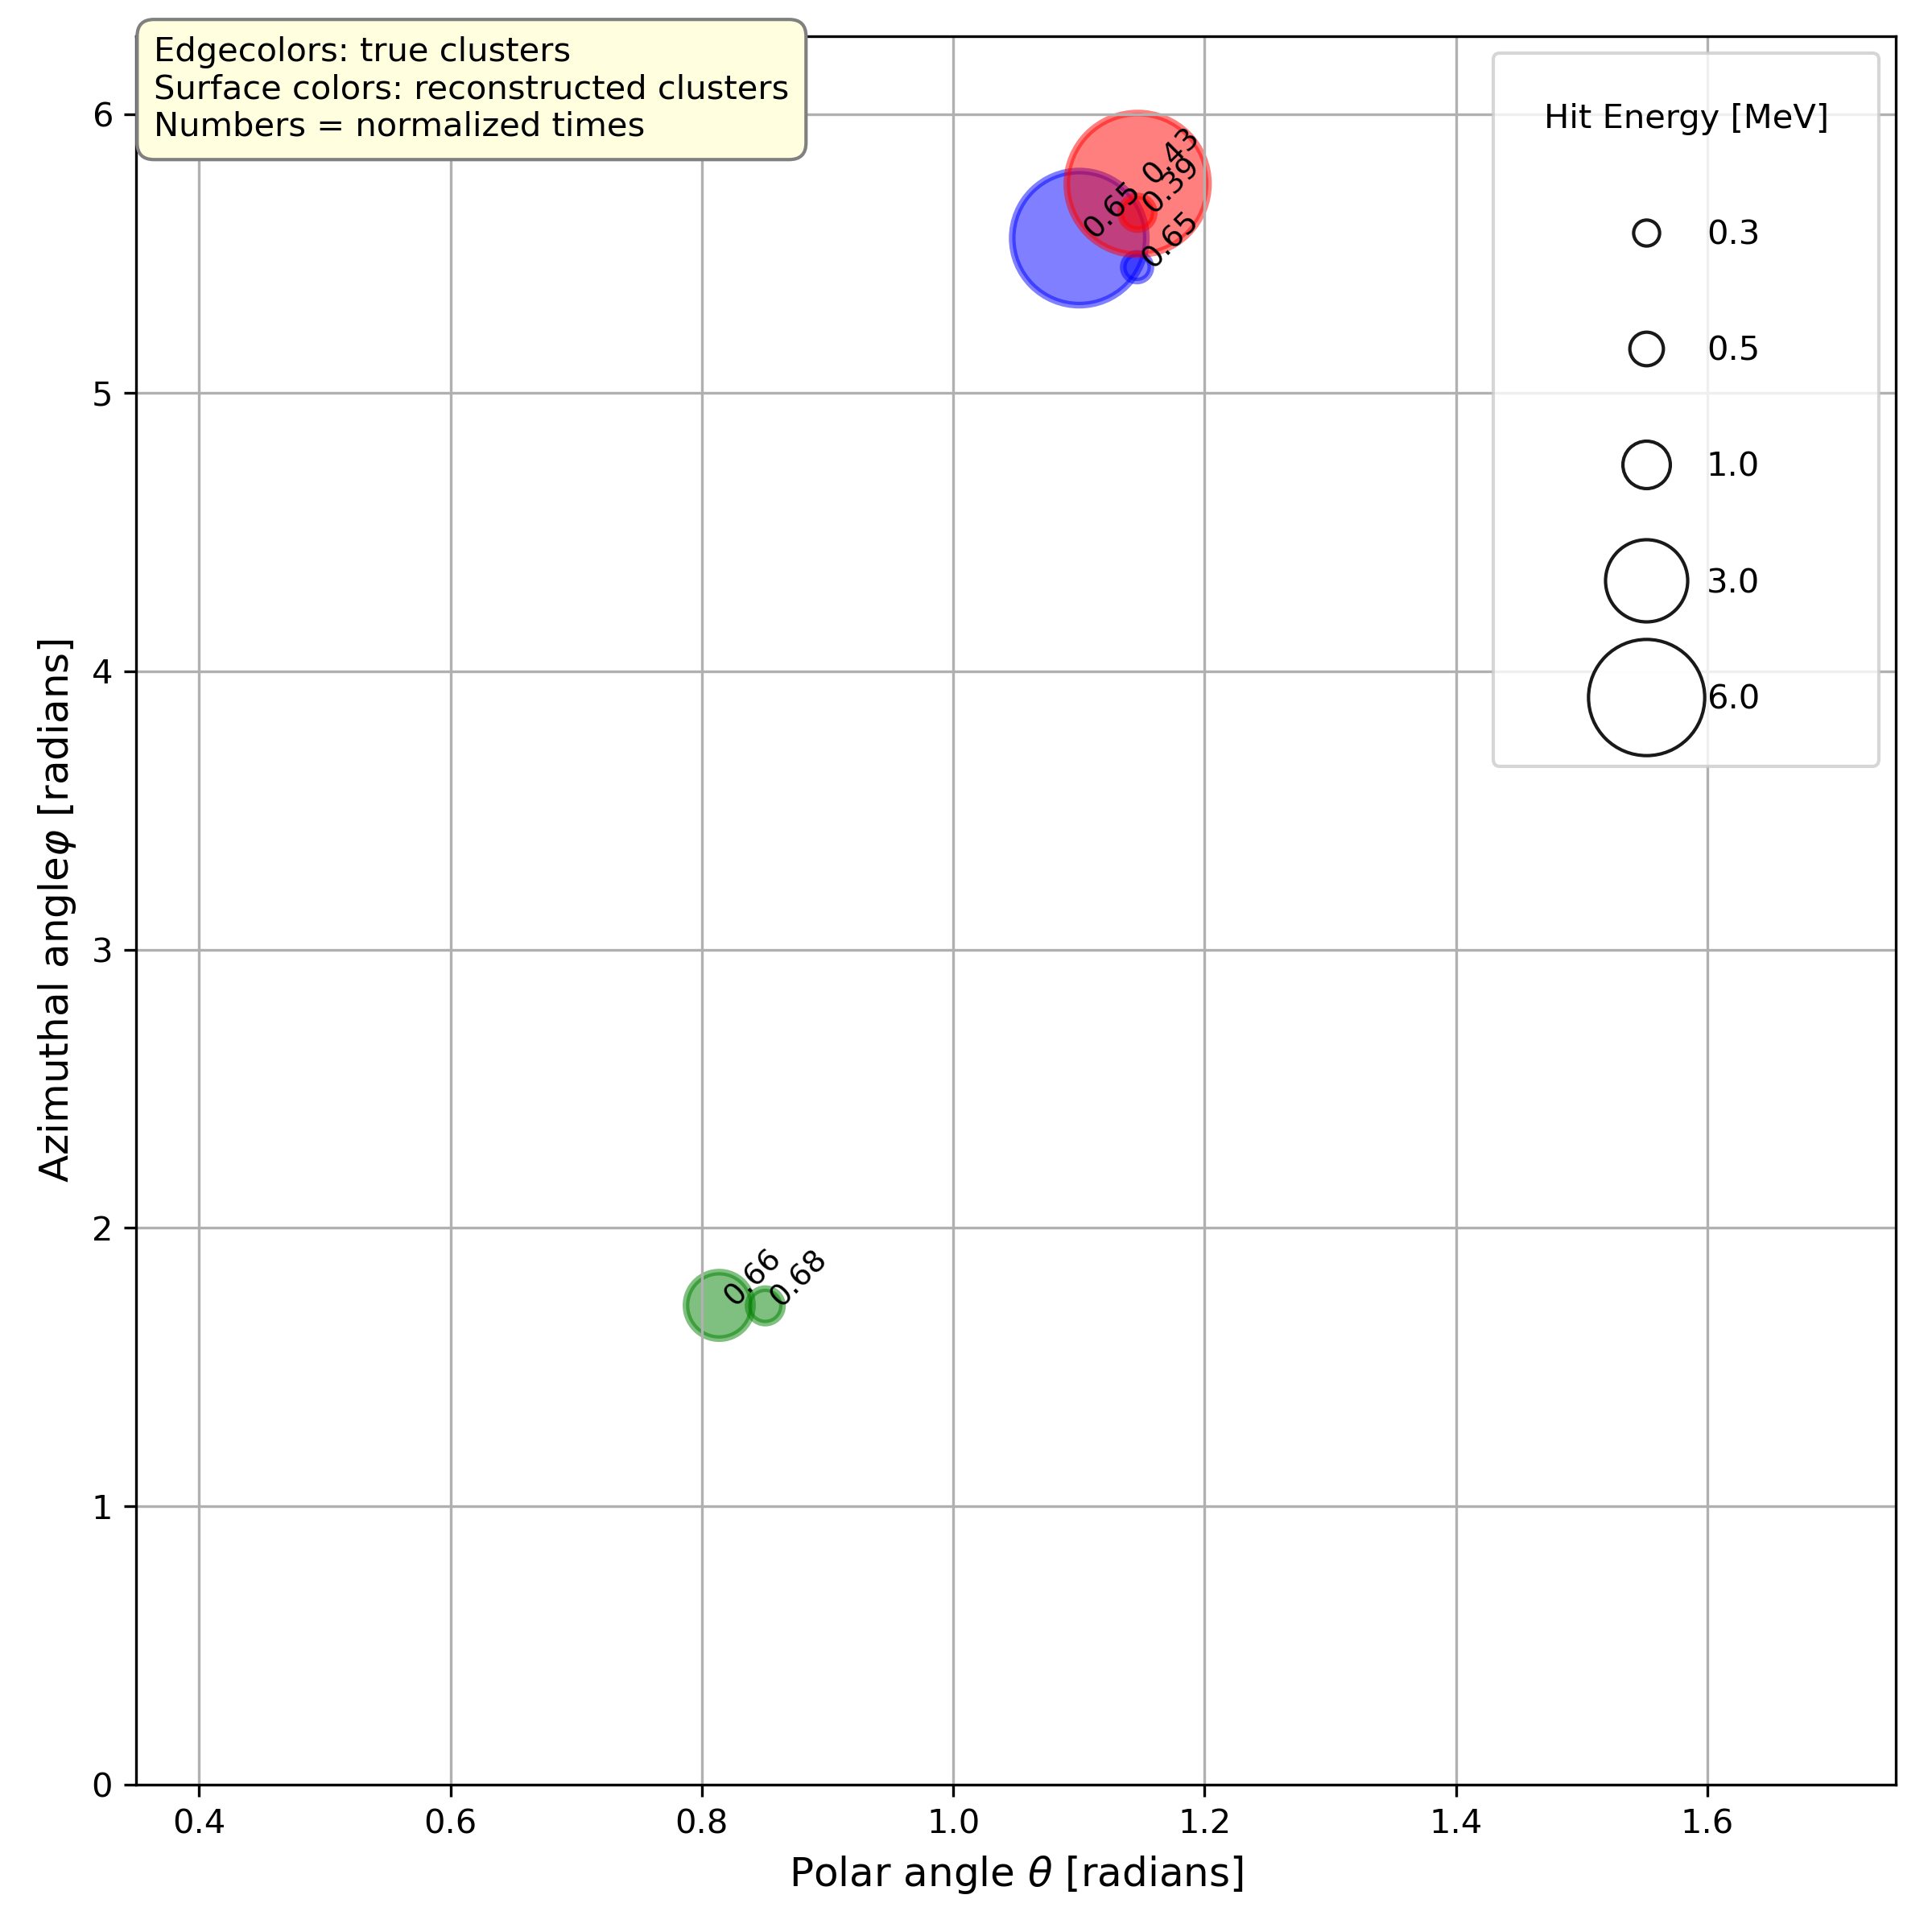 Edgecolors: true clusters
Surface colors: reconstructed clusters
Numbers = normalized times
Hit Energy [MeV]
0.3
0.5
1.0
3.0
6.0
0.43
0.39
0.65
0.65
0.66
0.68
6
5
4
3
2
1
0
Azimuthal angleφ [radians]
0.4 0.6 0.8 1.0 1.2 1.4 1.6
Polar angle θ [radians]